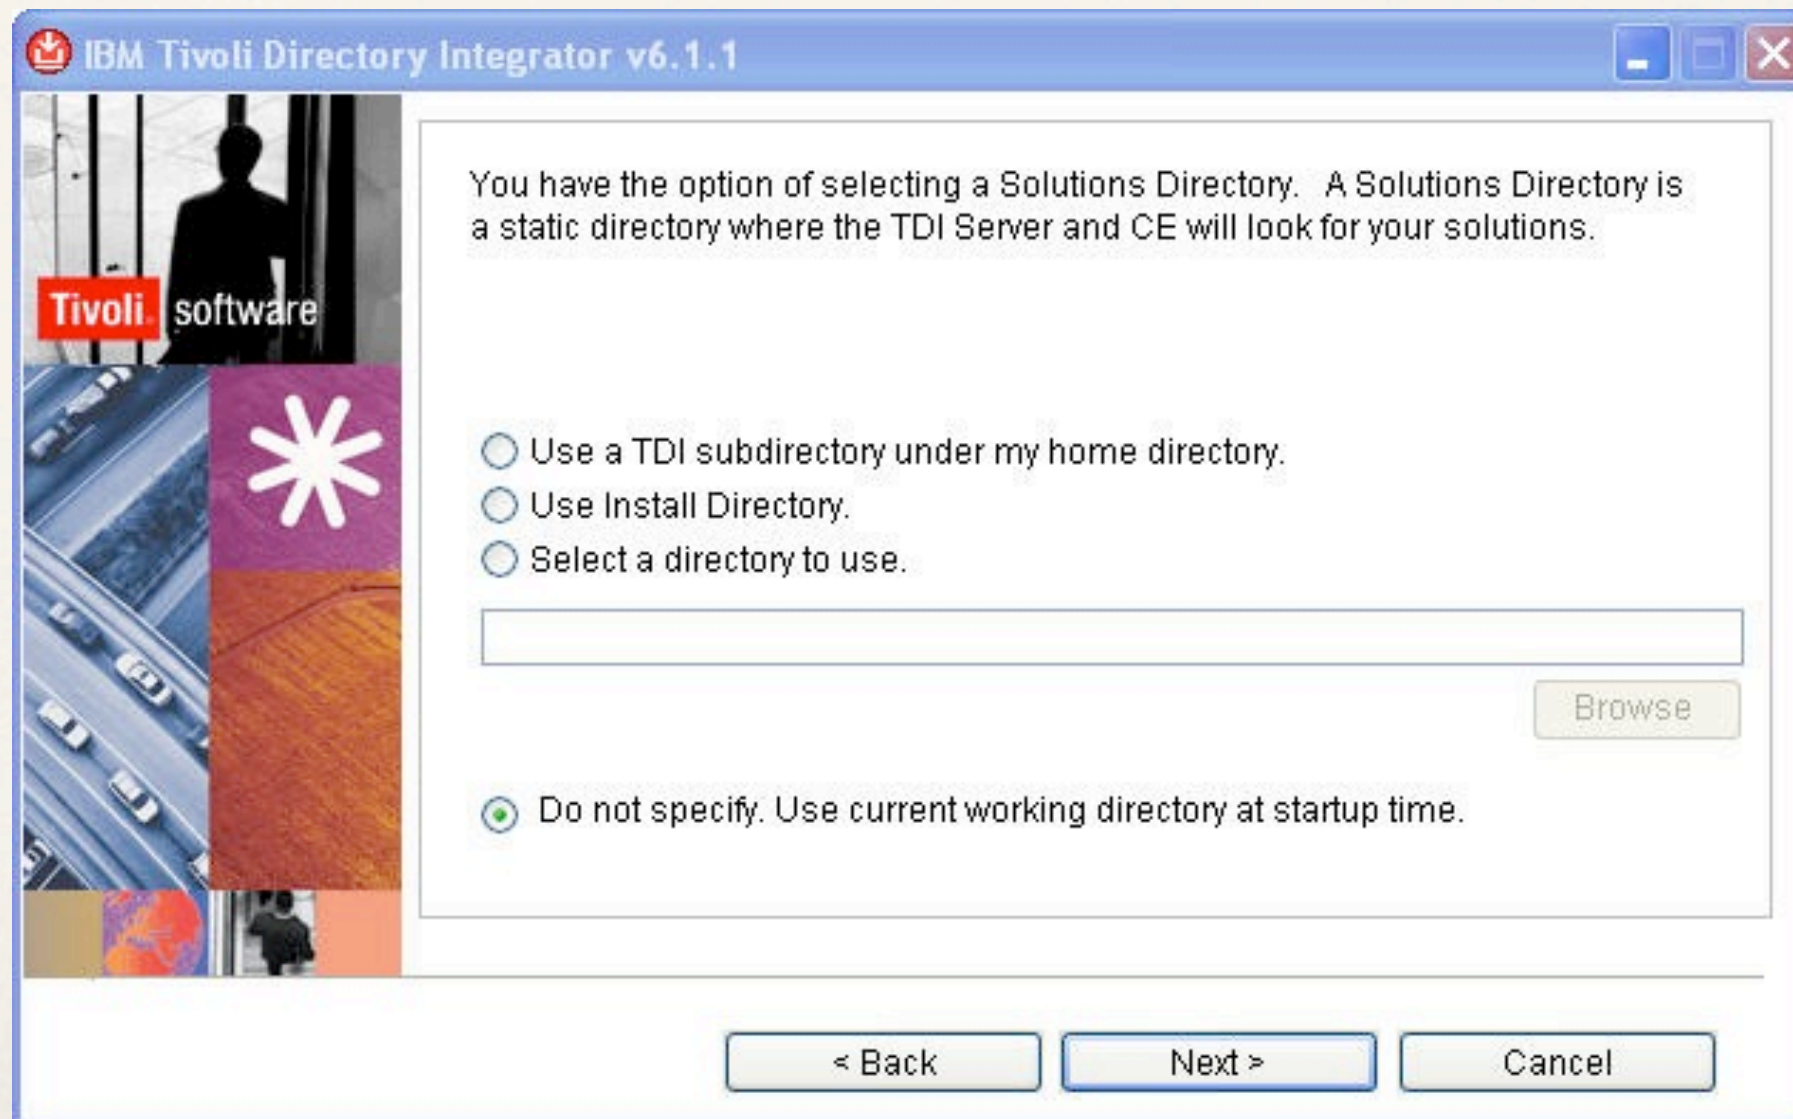 IBM Tivoli Directory Integrator v6.1.1
Tivoli software
You have the option of selecting a Solutions Directory. A Solutions Directory is
a static directory where the TDI Server and CE will look for your solutions.
Use a TDI subdirectory under my home directory.
Use Install Directory.
Select a directory to use.
Browse
Do not specify. Use current working directory at startup time.
< Back
Next >
Cancel